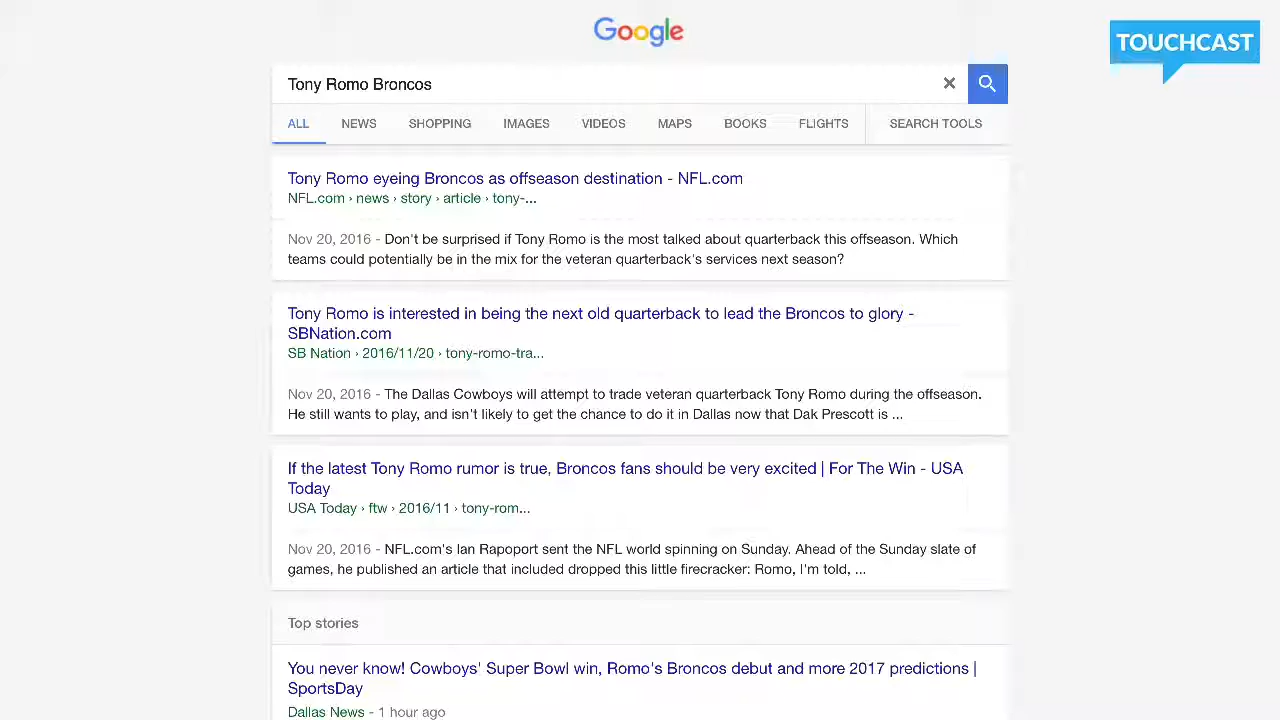 Google
TOUCHCAST
Tony Romo Broncos
ALL NEWS SHOPPING IMAGES VIDEOS MAPS BOOKS FLIGHTS SEARCH TOOLS
Tony Romo eyeing Broncos as offseason destination - NFL.com
NFL.com › news › story › article › tony-...
Nov 20, 2016 - Don't be surprised if Tony Romo is the most talked about quarterback this offseason. Which
teams could potentially be in the mix for the veteran quarterback's services next season?
Tony Romo is interested in being the next old quarterback to lead the Broncos to glory -
SBNation.com
SB Nation › 2016/11/20 › tony-romo-tra...
Nov 20, 2016 - The Dallas Cowboys will attempt to trade veteran quarterback Tony Romo during the offseason.
He still wants to play, and isn't likely to get the chance to do it in Dallas now that Dak Prescott is ...
If the latest Tony Romo rumor is true, Broncos fans should be very excited | For The Win - USA
Today
USA Today › ftw › 2016/11 › tony-rom...
Nov 20, 2016 - NFL.com's Ian Rapoport sent the NFL world spinning on Sunday. Ahead of the Sunday slate of
games, he published an article that included dropped this little firecracker: Romo, I'm told, ...
Top stories
You never know! Cowboys' Super Bowl win, Romo's Broncos debut and more 2017 predictions |
SportsDay
Dallas News - 1 hour ago